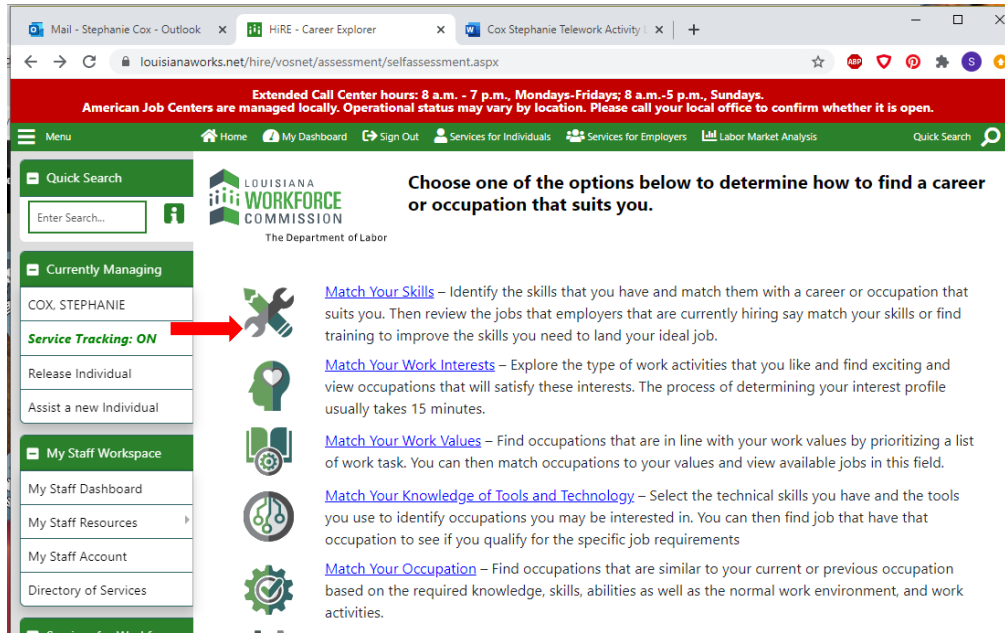 Mail - Stephanie Cox - Outlook
HiRE - Career Explorer
Cox Stephanie Telework Activity
louisianaworks.net/hire/vosnet/assessment/selfassessment.aspx
ABP
S
Extended Call Center hours: 8 a.m. - 7 p.m., Mondays-Fridays; 8 a.m.-5 p.m., Sundays.
American Job Centers are managed locally. Operational status may vary by location. Please call your local office to confirm whether it is open.
Menu
Home
My Dashboard
Sign Out
Services for Individuals
Services for Employers
Labor Market Analysis
Quick Search
Quick Search
Enter Search...
Currently Managing
COX, STEPHANIE
Service Tracking: ON
Release Individual
Assist a new Individual
My Staff Workspace
My Staff Dashboard
My Staff Resources
My Staff Account
Directory of Services
LOUISIANA
WORKFORCE
COMMISSION
The Department of Labor
Choose one of the options below to determine how to find a career
or occupation that suits you.
Match Your Skills – Identify the skills that you have and match them with a career or occupation that
suits you. Then review the jobs that employers that are currently hiring say match your skills or find
training to improve the skills you need to land your ideal job.
Match Your Work Interests – Explore the type of work activities that you like and find exciting and
view occupations that will satisfy these interests. The process of determining your interest profile
usually takes 15 minutes.
Match Your Work Values – Find occupations that are in line with your work values by prioritizing a list
of work task. You can then match occupations to your values and view available jobs in this field.
Match Your Knowledge of Tools and Technology – Select the technical skills you have and the tools
you use to identify occupations you may be interested in. You can then find job that have that
occupation to see if you qualify for the specific job requirements
Match Your Occupation – Find occupations that are similar to your current or previous occupation
based on the required knowledge, skills, abilities as well as the normal work environment, and work
activities.